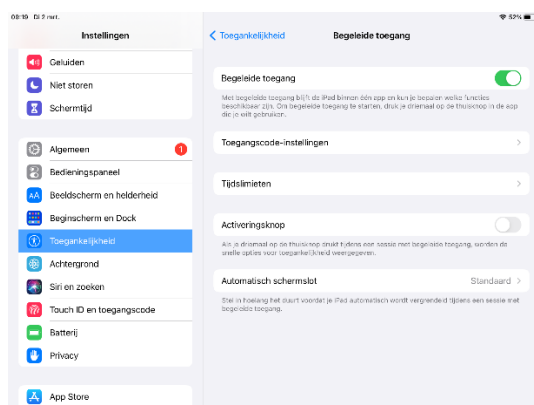 09:19 DI 2 mrt.
52%
Instellingen
Toegankelijkheid
Begeleide toegang
Geluiden
Niet storen
Schermtijd
Algemeen
1
Bedieningspaneel
AA
Beeldscherm en helderheid
Beginscherm en Dock
Toegankelijkheid
Achtergrond
Siri en zoeken
Touch ID en toegangscode
Batterij
Privacy
App Store
Begeleide toegang
Met begeleide toegang blijft de iPad binnen één app en kun je bepalen welke functies
beschikbaar zijn. Om begeleide toegang te starten, druk je driemaal op de thuisknop in de app
die je wilt gebruiken.
Toegangscode-instellingen
Tijdslimieten
Activeringsknop
Als je driemaal op de thuisknop drukt tijdens een sessie met begeleide toegang, worden de
snelle opties voor toegankelijkheid weergegeven.
Automatisch schermslot
Standaard
Stel in hoelang het duurt voordat je iPad automatisch wordt vergrendeld tijdens een sessie met
begeleide toegang.